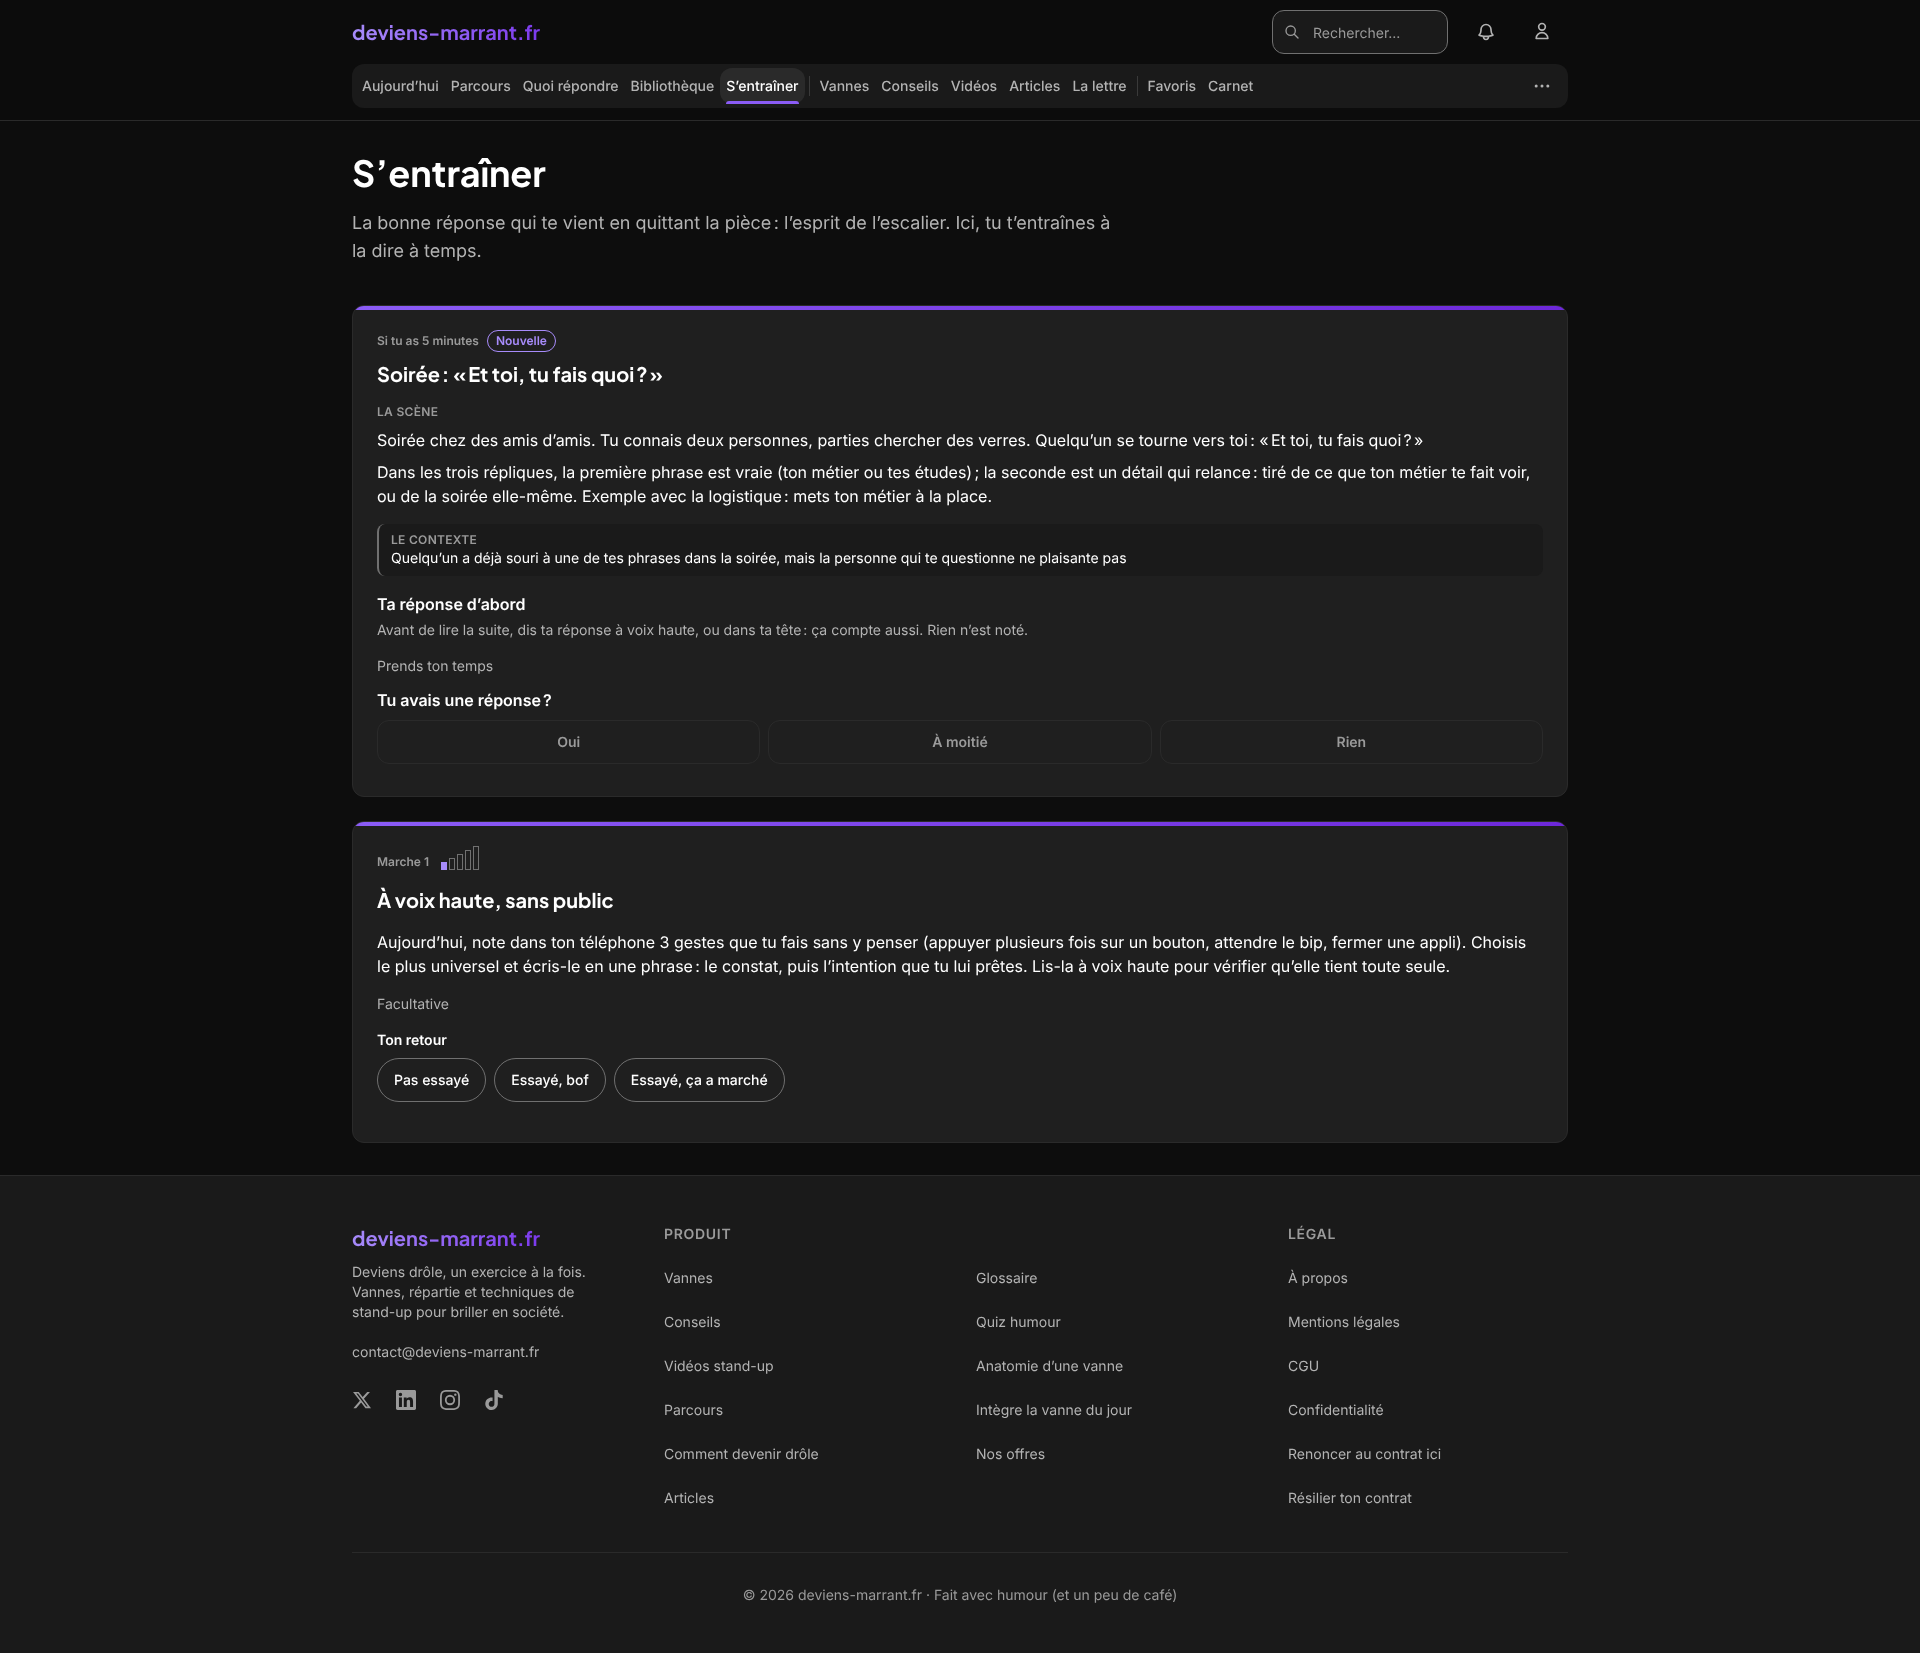 deviens-marrant.fr
Rechercher...
Aujourd’hui Parcours Quoi répondre Bibliothèque S’entraîner Vannes Conseils Vidéos Articles La lettre Favoris Carnet
S’entraîner
La bonne réponse qui te vient en quittant la pièce : l’esprit de l’escalier. Ici, tu t’entraînes à
la dire à temps.
Si tu as 5 minutes Nouvelle
Soirée : « Et toi, tu fais quoi ? »
LA SCÈNE
Soirée chez des amis d’amis. Tu connais deux personnes, parties chercher des verres. Quelqu’un se tourne vers toi : « Et toi, tu fais quoi ? »
Dans les trois répliques, la première phrase est vraie (ton métier ou tes études) ; la seconde est un détail qui relance : tiré de ce que ton métier te fait voir,
ou de la soirée elle-même. Exemple avec la logistique : mets ton métier à la place.
LE CONTEXTE
Quelqu’un a déjà souri à une de tes phrases dans la soirée, mais la personne qui te questionne ne plaisante pas
Ta réponse d’abord
Avant de lire la suite, dis ta réponse à voix haute, ou dans ta tête : ça compte aussi. Rien n’est noté.
Prends ton temps
Tu avais une réponse ?
Oui À moitié Rien
Marche 1
À voix haute, sans public
Aujourd’hui, note dans ton téléphone 3 gestes que tu fais sans y penser (appuyer plusieurs fois sur un bouton, attendre le bip, fermer une appli). Choisis
le plus universel et écris-le en une phrase : le constat, puis l’intention que tu lui prêtes. Lis-la à voix haute pour vérifier qu’elle tient toute seule.
Facultative
Ton retour
Pas essayé Essayé, bof Essayé, ça a marché
deviens-marrant.fr
Deviens drôle, un exercice à la fois.
Vannes, répartie et techniques de
stand-up pour briller en société.
contact@deviens-marrant.fr
PRODUIT
Vannes
Conseils
Vidéos stand-up
Parcours
Comment devenir drôle
Articles
Glossaire
Quiz humour
Anatomie d’une vanne
Intègre la vanne du jour
Nos offres
LÉGAL
À propos
Mentions légales
CGU
Confidentialité
Renoncer au contrat ici
Résilier ton contrat
© 2026 deviens-marrant.fr · Fait avec humour (et un peu de café)